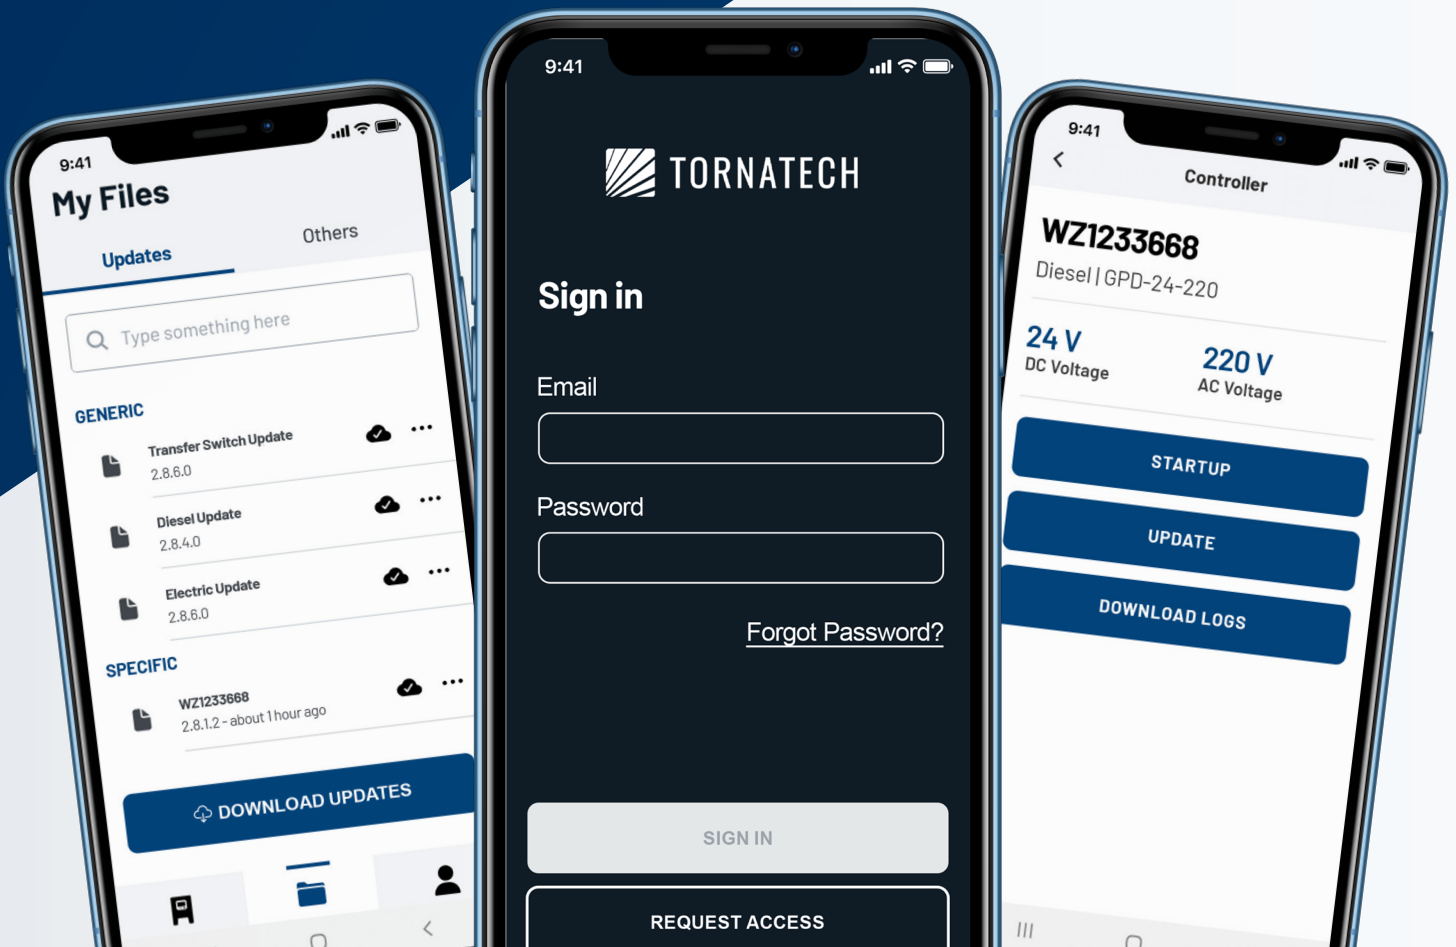 9:41
My Files
Updates
Others
Type something here
GENERIC
Transfer Switch Update
2.8.6.0
Diesel Update
2.8.4.0
Electric Update
2.8.6.0
SPECIFIC
WZ1233668
2.8.1.2 - about 1 hour ago
DOWNLOAD UPDATES
9:41
TORNATECH
Sign in
Email
Password
Forgot Password?
SIGN IN
REQUEST ACCESS
9:41
Controller
WZ1233668
Diesel | GPD-24-220
24 V
DC Voltage
220 V
AC Voltage
STARTUP
UPDATE
DOWNLOAD LOGS